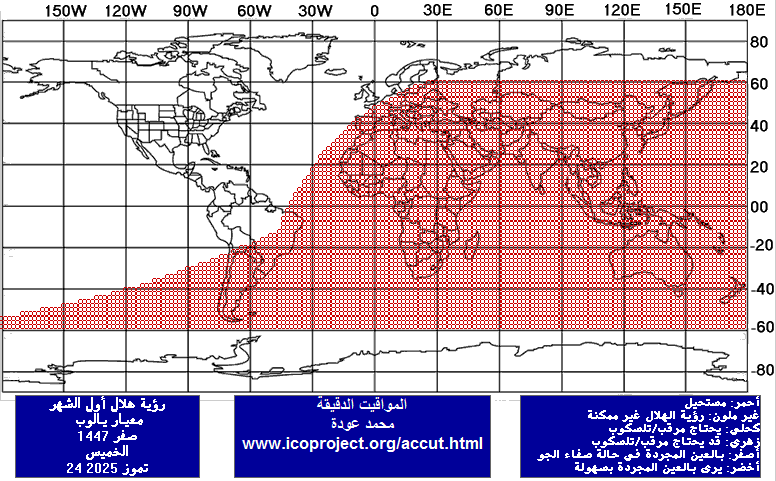 150W 120W 90W 60W 30W 0 30E 60E 90E 120E 150E 180E
80
60
40
20
00
-20
-40
-60
-80
رؤية هلال أول الشهر
معيار يالوب
صفر 1447
الخميس
24 تموز 2025
المواقيت الدقيقة
محمد عودة
www.icoproject.org/accut.html
أحمر: مستحيل
غير ملون: رؤية الهلال غير ممكنة
كحلي: يحتاج مرقب/تلسكوب
زهري: قد يحتاج مرقب/تلسكوب
أصفر: بالعين المجردة في حالة صفاء الجو
أخضر: يرى بالعين المجردة بسهولة